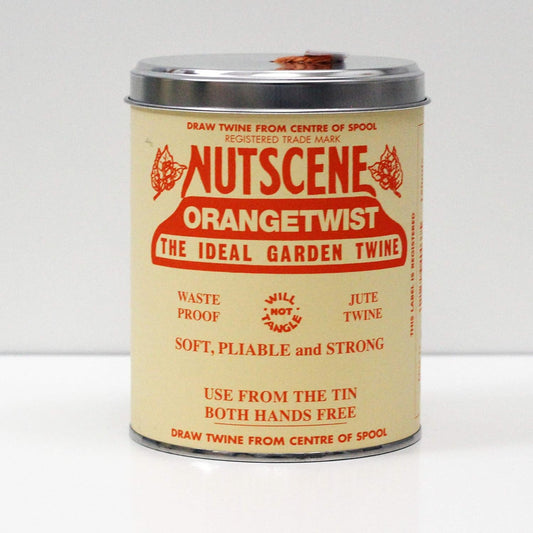 DRAW TWINE FROM CENTRE OF SPOOL
REGISTERED TRADE MARK
NUTSCENE
ORANGETWIST
THE IDEAL GARDEN TWINE
WASTE
PROOF
WILL
NOT
TANGLE
JUTE
TWINE
SOFT, PLIABLE and STRONG
USE FROM THE TIN
BOTH HANDS FREE
DRAW TWINE FROM CENTRE OF SPOOL
THIS LABEL IS REGISTERED